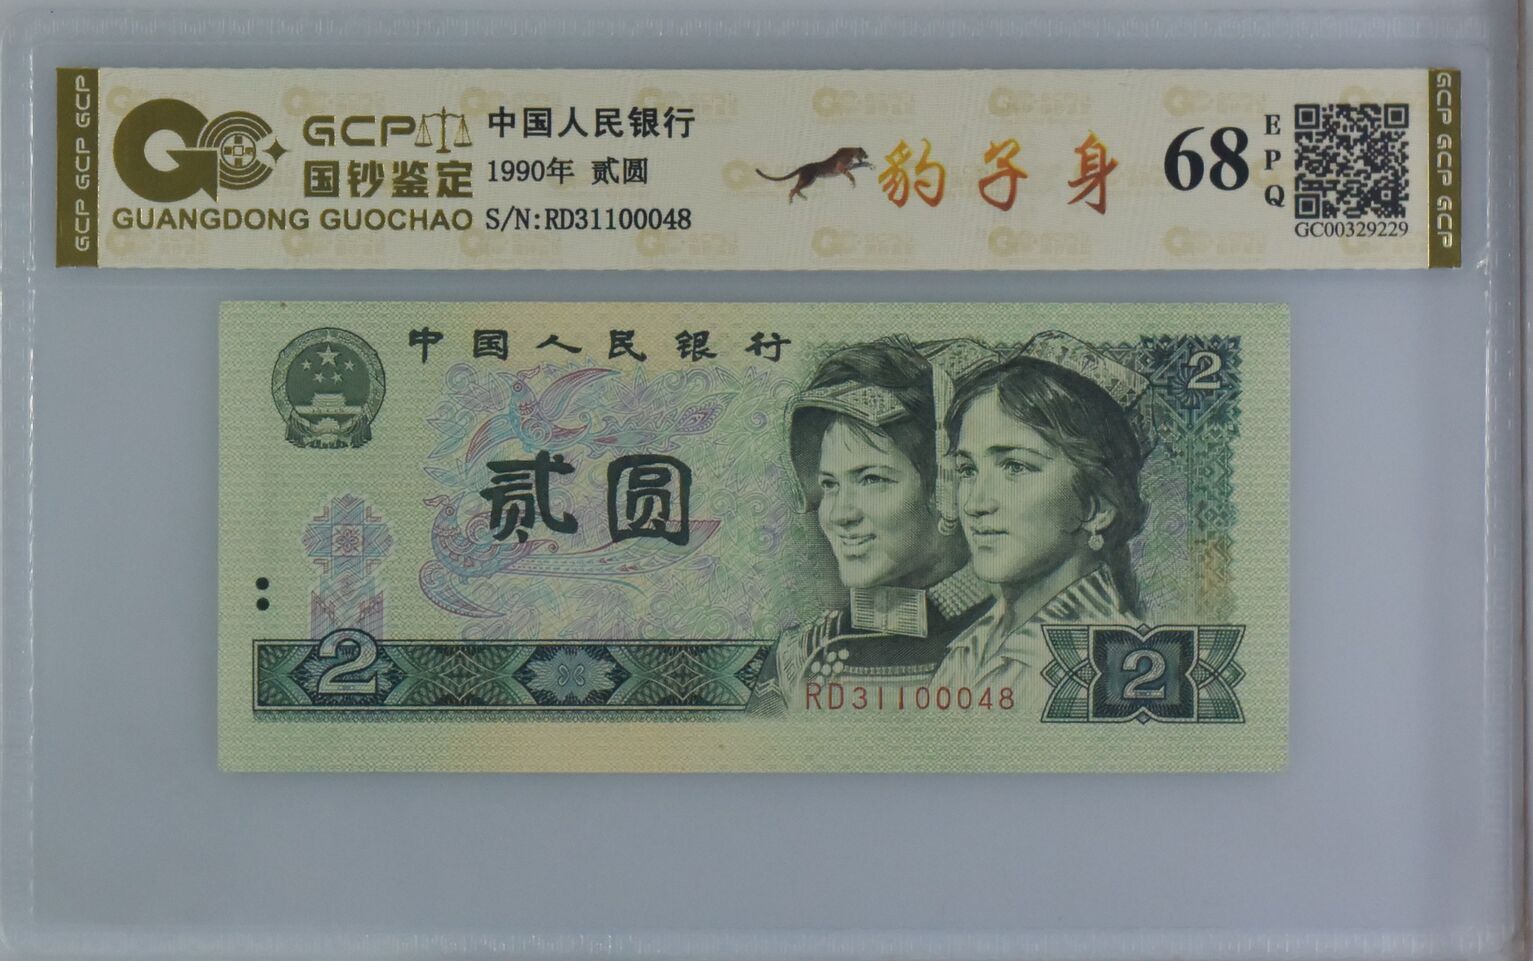 GCP GCP GCP
GCP
国钞鉴定
GUANGDONG GUOCHAO
中国人民银行
1990年 贰圆
S/N:RD31100048
豹子身
68
EPQ
GC00329229
GCP GCP GCP
中国人民银行
2
贰圆
2
RD31100048
2